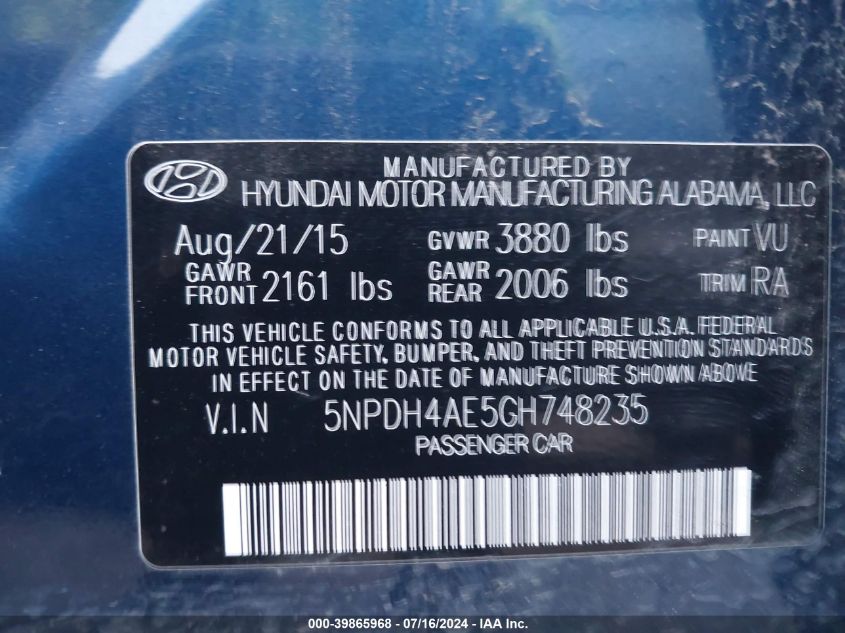 MANUFACTURED BY
HYUNDAI MOTOR MANUFACTURING ALABAMA, LLC
Aug/21/15 GVWR 3880 lbs PAINT VU
GAWR FRONT 2161 lbs GAWR REAR 2006 lbs TRIM RA
THIS VEHICLE CONFORMS TO ALL APPLICABLE U.S.A. FEDERAL
MOTOR VEHICLE SAFETY, BUMPER, AND THEFT PREVENTION STANDARDS
IN EFFECT ON THE DATE OF MANUFACTURE SHOWN ABOVE.
V.I.N 5NPDH4AE5GH748235
PASSENGER CAR
000-39865968 - 07/16/2024 - IAA Inc.